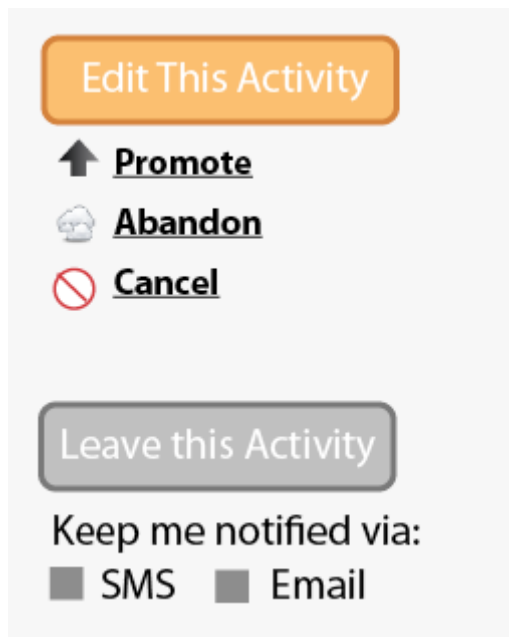 Edit This Activity
Promote
Abandon
Cancel
Leave this Activity
Keep me notified via:
SMS Email